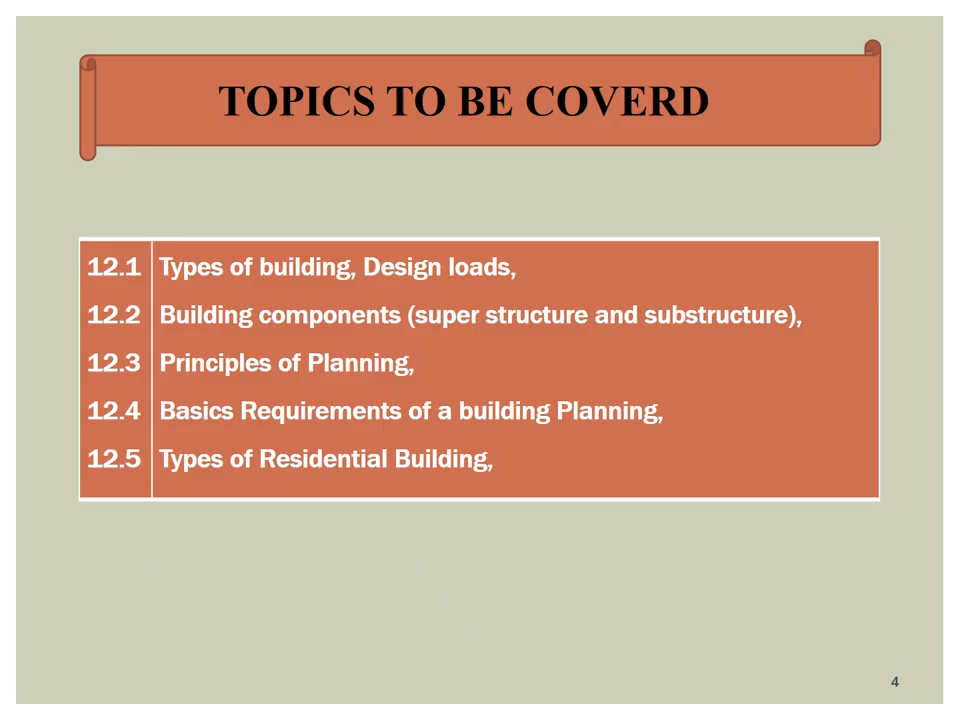 TOPICS TO BE COVERD
12.1 Types of building, Design loads,
12.2 Building components (super structure and substructure),
12.3 Principles of Planning,
12.4 Basics Requirements of a building Planning,
12.5 Types of Residential Building,
4